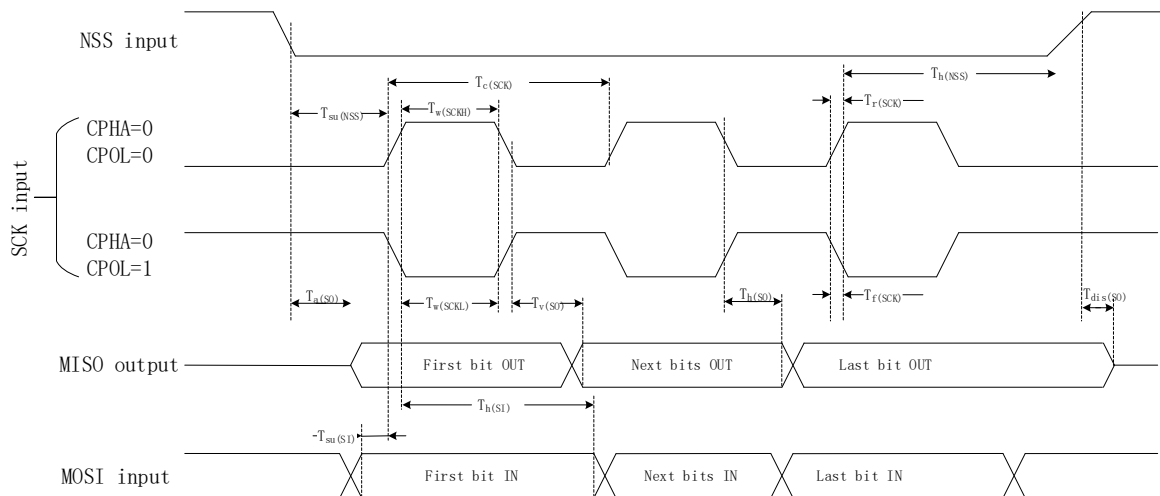 NSS input
Tc(SCK)
Th(NSS)
Tsu(NSS)
Tw(SCKH)
Tr(SCK)
SCK input
CPHA=0
CPOL=0
CPHA=0
CPOL=1
Ta(SO)
Tw(SCKL)
Tv(SO)
Th(SO)
Tf(SCK)
Tdis(SO)
MISO output
First bit OUT
Next bits OUT
Last bit OUT
Th(SI)
Tsu(SI)
MOSI input
First bit IN
Next bits IN
Last bit IN